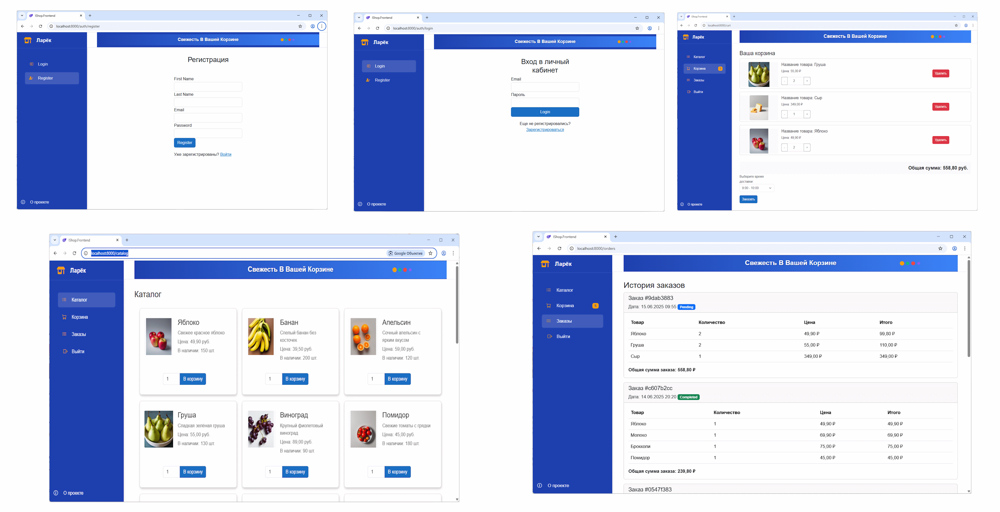 IShop.Frontend
localhost:8000/auth/register
Ларёк
Свежесть В Вашей Корзине
Login
Register
Регистрация
First Name
Last Name
Email
Password
Register
Уже зарегистрированы? Войти
О проекте
IShop.Frontend
localhost:8000/auth/login
Ларёк
Свежесть В Вашей Корзине
Login
Register
Вход в личный
кабинет
Email
Пароль
Login
Еще не регистрировались?
Зарегистрироваться
О проекте
IShop.Frontend
localhost:8000/cart
Ларёк
Свежесть В Вашей Корзине
Каталог
Корзина 5
Заказы
Выйти
Ваша корзина
Название товара: Груша
Цена: 55,00 ₽
- 2 +
Удалить
Название товара: Сыр
Цена: 349,00 ₽
- 1 +
Удалить
Название товара: Яблоко
Цена: 49,90 ₽
- 2 +
Удалить
Общая сумма: 558,80 руб.
Выберите время
доставки:
9:00 - 10:00
Заказать
О проекте
IShop.Frontend
localhost:8000/catalog
Google Объектив
Ларёк
Свежесть В Вашей Корзине
Каталог
Корзина
Заказы
Выйти
Каталог
Яблоко
Свежее красное яблоко
Цена: 49,90 руб.
В наличии: 150 шт.
1 В корзину
Банан
Спелый банан без
косточек
Цена: 39,50 руб.
В наличии: 200 шт.
1 В корзину
Апельсин
Сочный апельсин с
ярким вкусом
Цена: 59,00 руб.
В наличии: 120 шт.
1 В корзину
Груша
Сладкая зелёная груша
Цена: 55,00 руб.
В наличии: 130 шт.
1 В корзину
Виноград
Крупный фиолетовый
виноград
Цена: 89,00 руб.
В наличии: 90 шт.
1 В корзину
Помидор
Свежие томаты с грядки
Цена: 45,00 руб.
В наличии: 180 шт.
1 В корзину
О проекте
IShop.Frontend
localhost:8000/orders
Ларёк
Свежесть В Вашей Корзине
Каталог
Корзина 5
Заказы
Выйти
История заказов
Заказ #9dab3883
Дата: 15.06.2025 09:55 Pending
Товар Количество Цена Итого
Яблоко 2 49,90 ₽ 99,80 ₽
Груша 2 55,00 ₽ 110,00 ₽
Сыр 1 349,00 ₽ 349,00 ₽
Общая сумма заказа: 558,80 ₽
Заказ #c607b2cc
Дата: 14.06.2025 20:20 Completed
Товар Количество Цена Итого
Яблоко 1 49,90 ₽ 49,90 ₽
Молоко 1 69,90 ₽ 69,90 ₽
Брокколи 1 75,00 ₽ 75,00 ₽
Помидор 1 45,00 ₽ 45,00 ₽
Общая сумма заказа: 239,80 ₽
Заказ #0547f383
О проекте